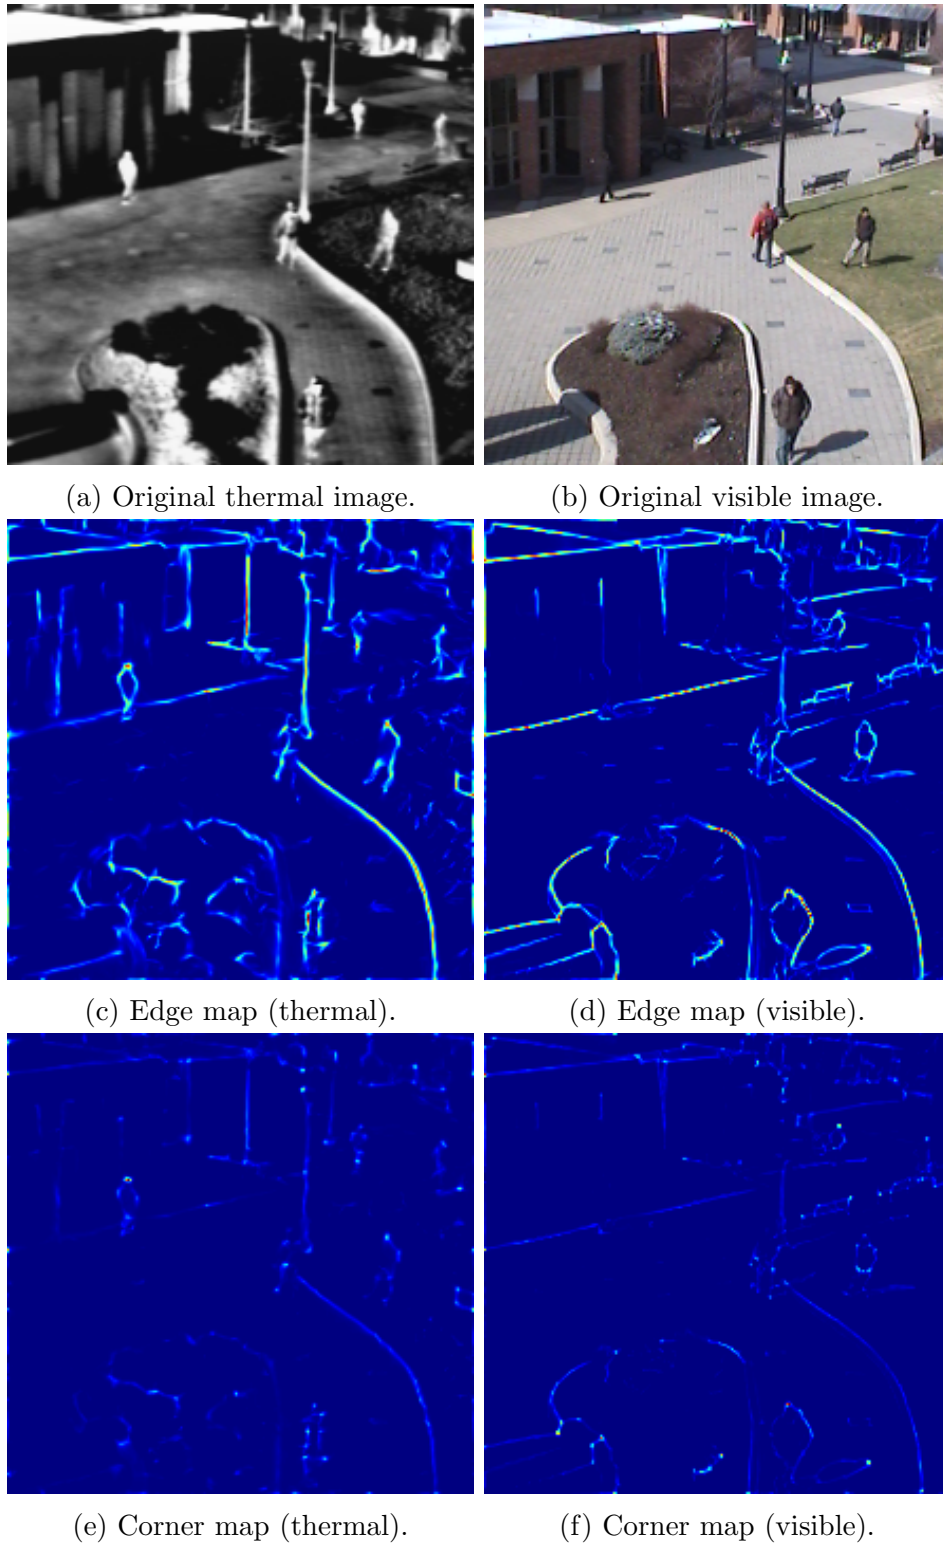 (a) Original thermal image.
(b) Original visible image.
(c) Edge map (thermal).
(d) Edge map (visible).
(e) Corner map (thermal).
(f) Corner map (visible).